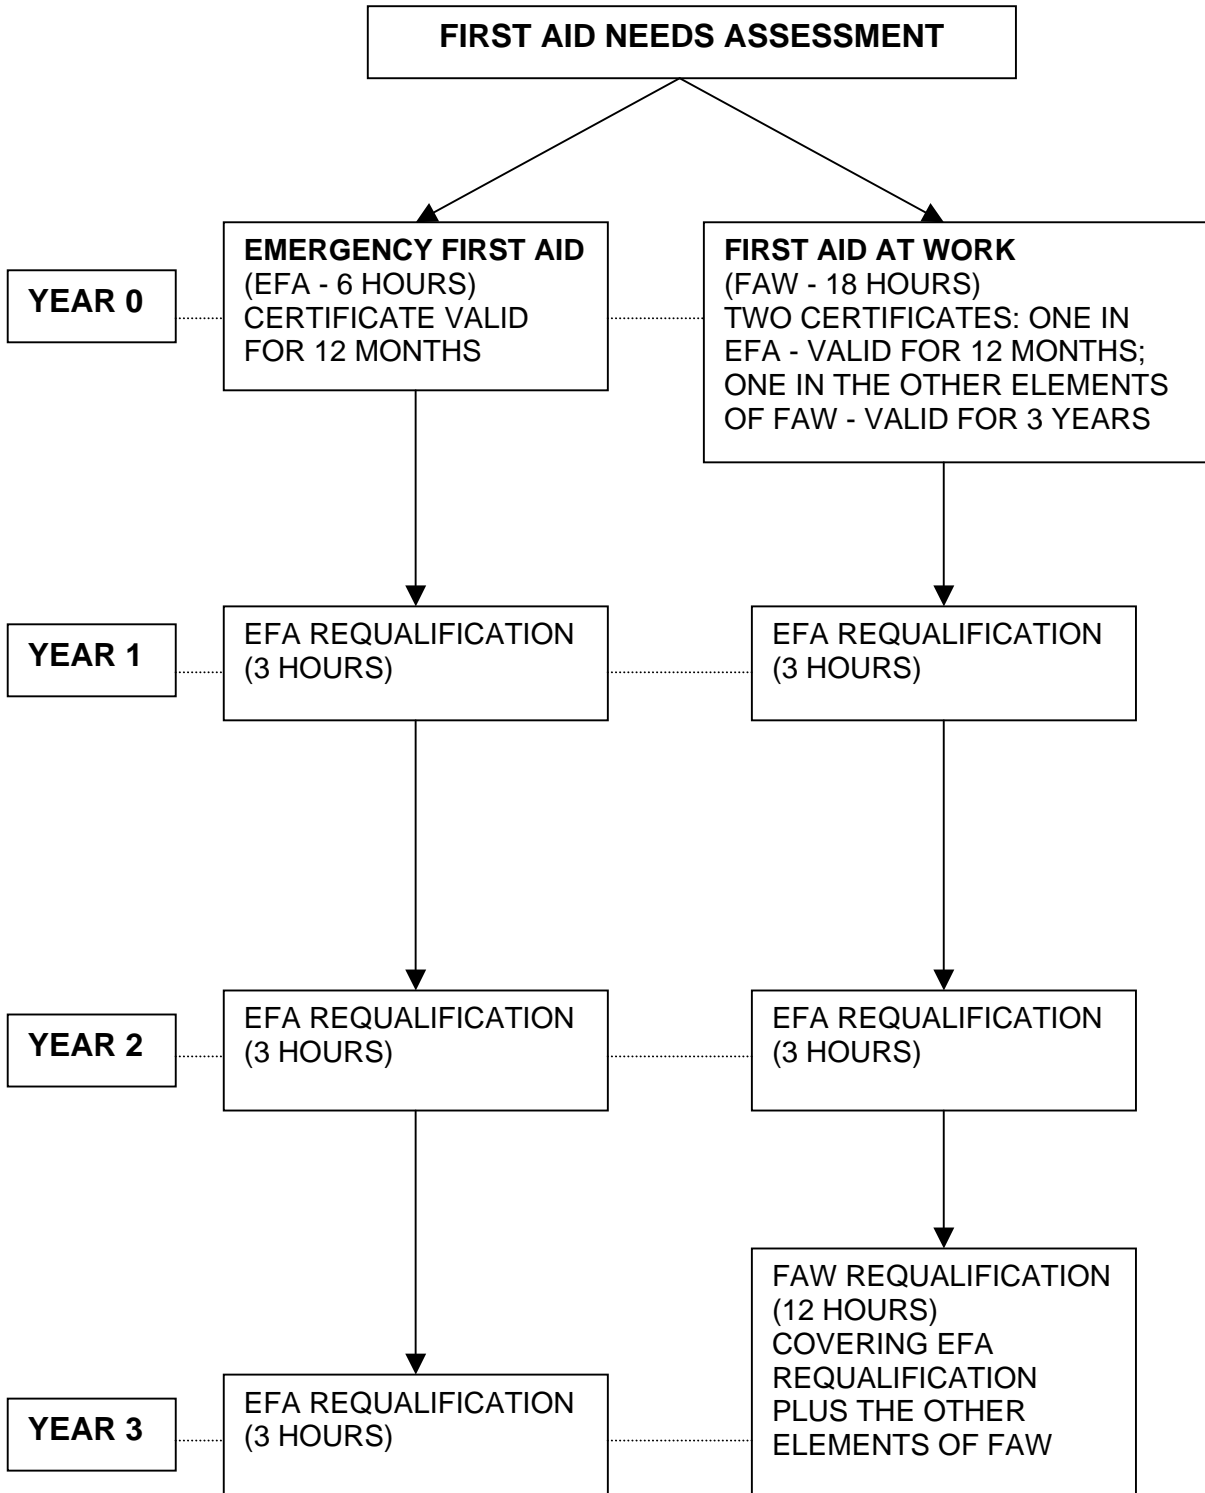 FIRST AID NEEDS ASSESSMENT
YEAR 0
EMERGENCY FIRST AID
(EFA - 6 HOURS)
CERTIFICATE VALID
FOR 12 MONTHS
FIRST AID AT WORK
(FAW - 18 HOURS)
TWO CERTIFICATES: ONE IN
EFA - VALID FOR 12 MONTHS;
ONE IN THE OTHER ELEMENTS
OF FAW - VALID FOR 3 YEARS
YEAR 1
EFA REQUALIFICATION
(3 HOURS)
EFA REQUALIFICATION
(3 HOURS)
YEAR 2
EFA REQUALIFICATION
(3 HOURS)
EFA REQUALIFICATION
(3 HOURS)
YEAR 3
EFA REQUALIFICATION
(3 HOURS)
FAW REQUALIFICATION
(12 HOURS)
COVERING EFA
REQUALIFICATION
PLUS THE OTHER
ELEMENTS OF FAW